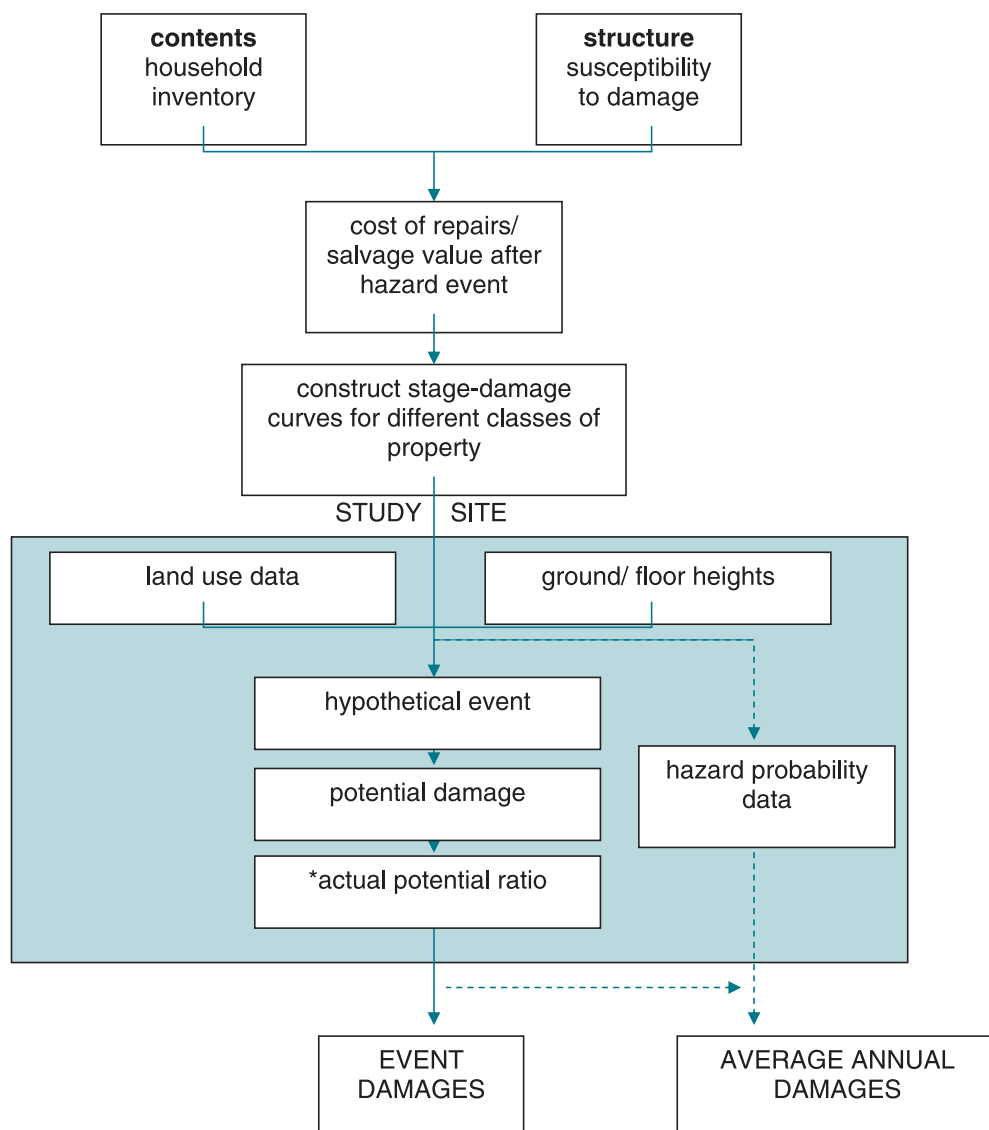 contents
household
inventory
structure
susceptibility
to damage
cost of repairs/
salvage value after
hazard event
construct stage-damage
curves for different classes of
property
STUDY SITE
land use data
ground/ floor heights
hypothetical event
potential damage
*actual potential ratio
hazard probability
data
EVENT
DAMAGES
AVERAGE ANNUAL
DAMAGES